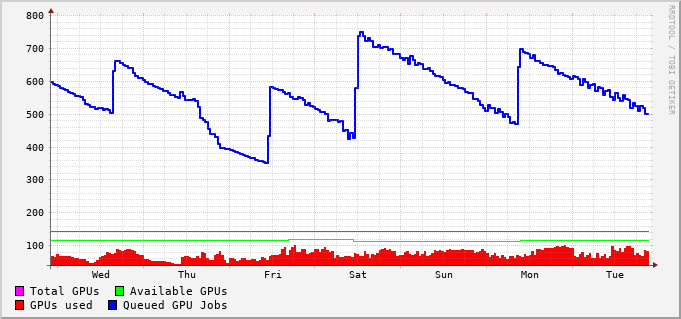 800
700
600
500
400
300
200
100
Wed Thu Fri Sat Sun Mon Tue
Total GPUs Available GPUs
GPUs used Queued GPU Jobs
RRDTOOL / TOBI OETIKER